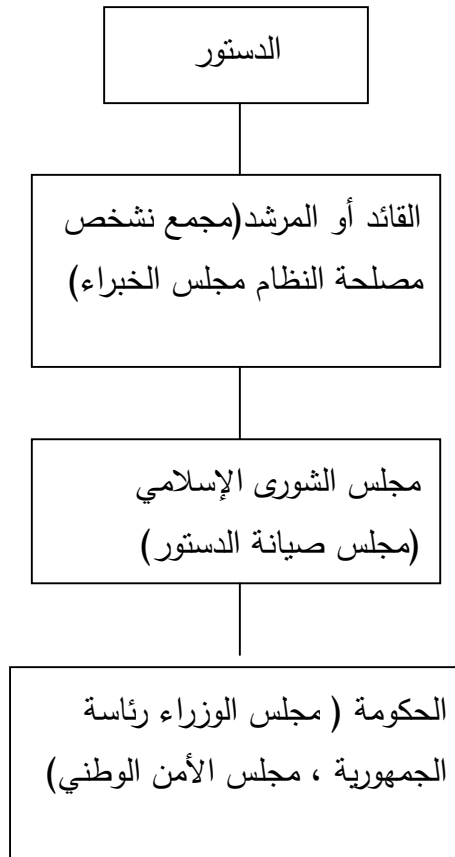 الدستور
القائد أو المرشد(مجمع نشخص
مصلحة النظام مجلس الخبراء)
مجلس الشورى الإسلامي
(مجلس صيانة الدستور)
الحكومة ( مجلس الوزراء رئاسة
الجمهورية ، مجلس الأمن الوطني)